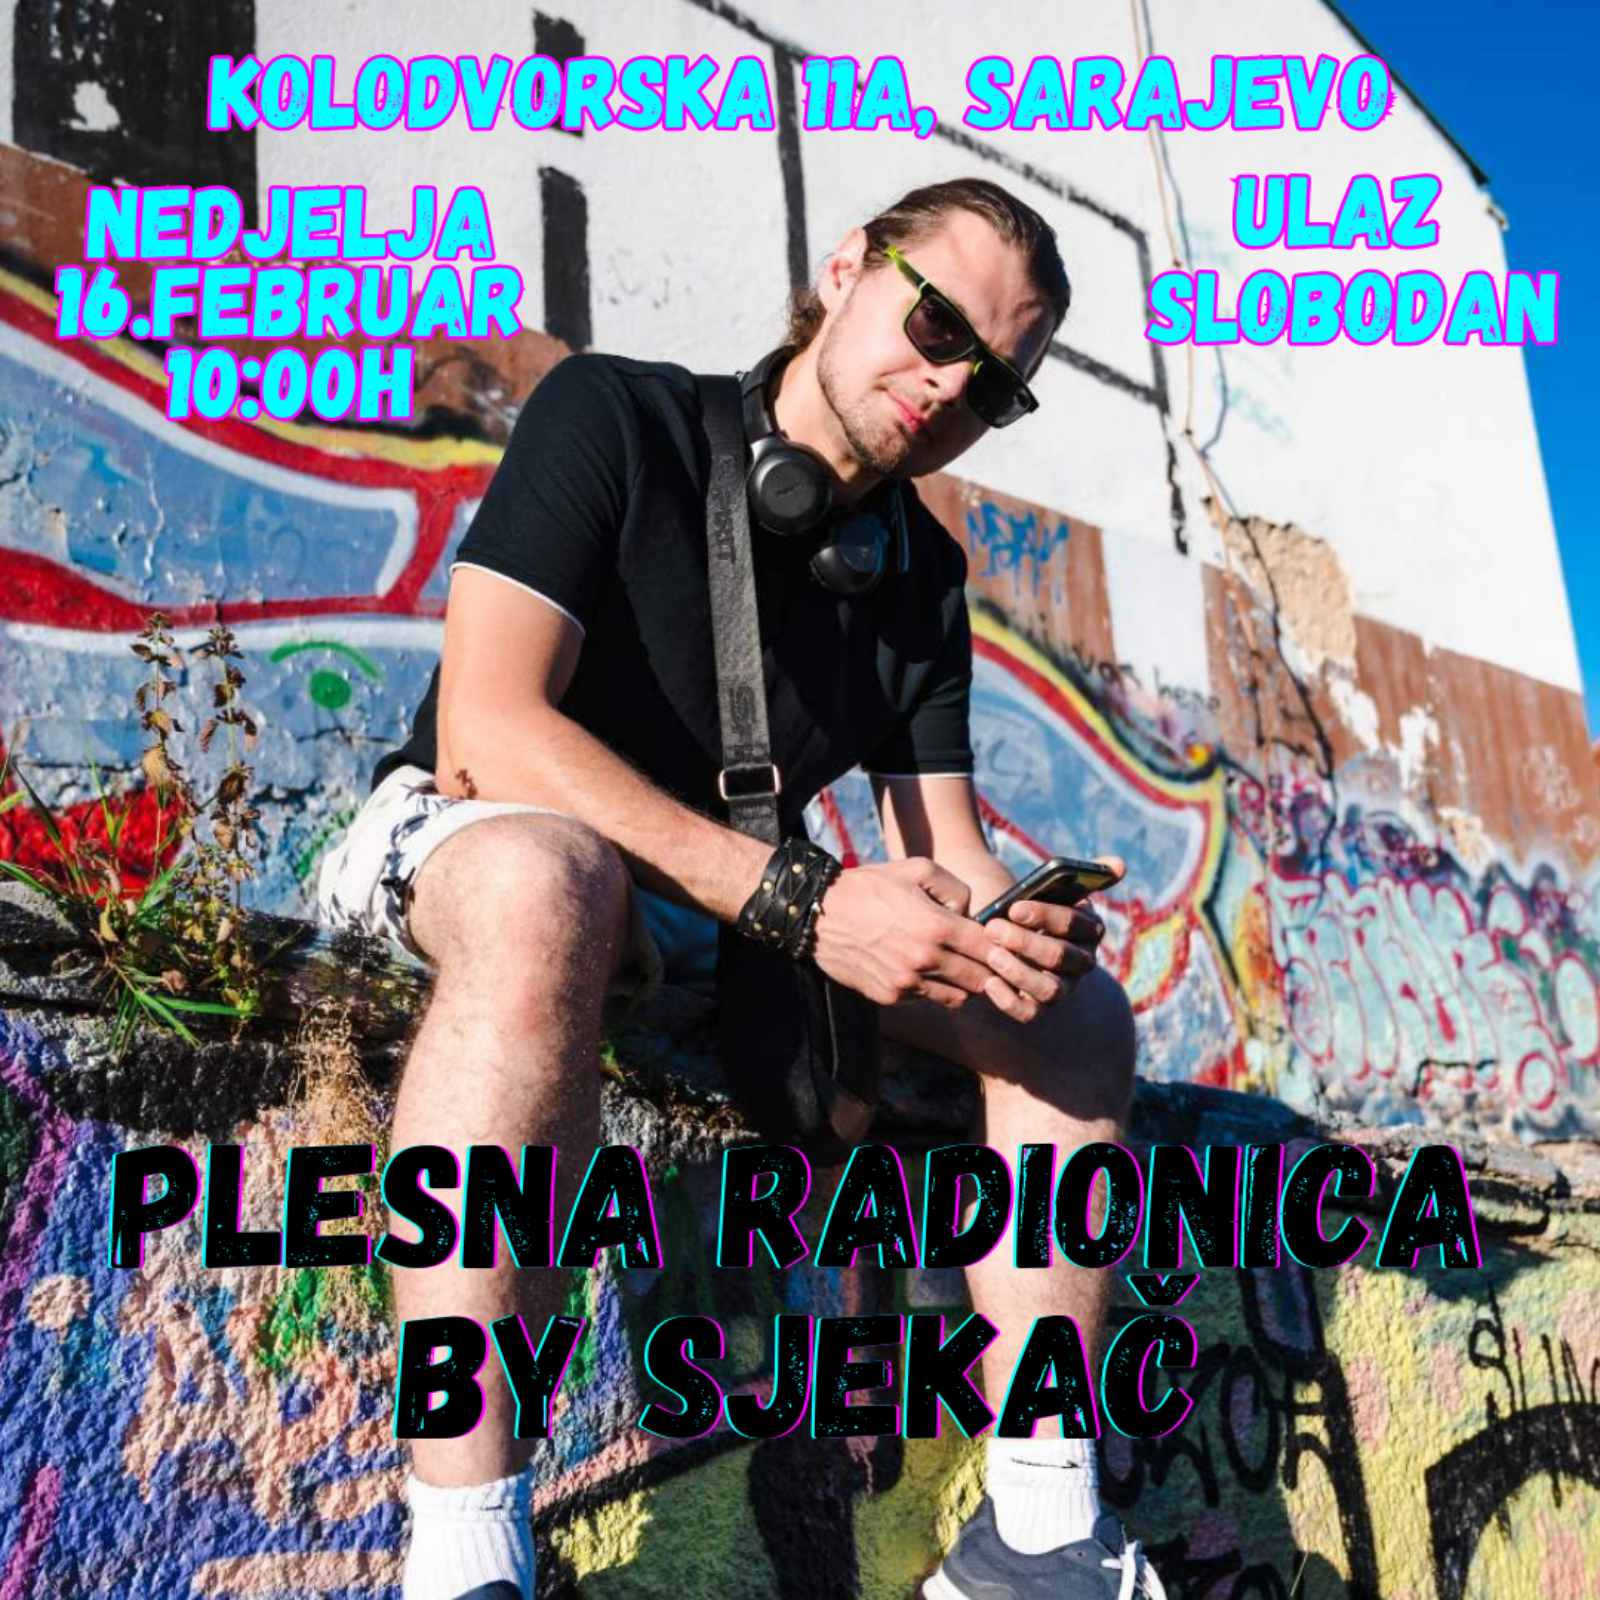 KOLODVORSKA 11A, SARAJEVO
NEDJELJA
16.FEBRUAR
10:00H
ULAZ
SLOBODAN
PLESNA RADIONICA
BY SJEKAČ